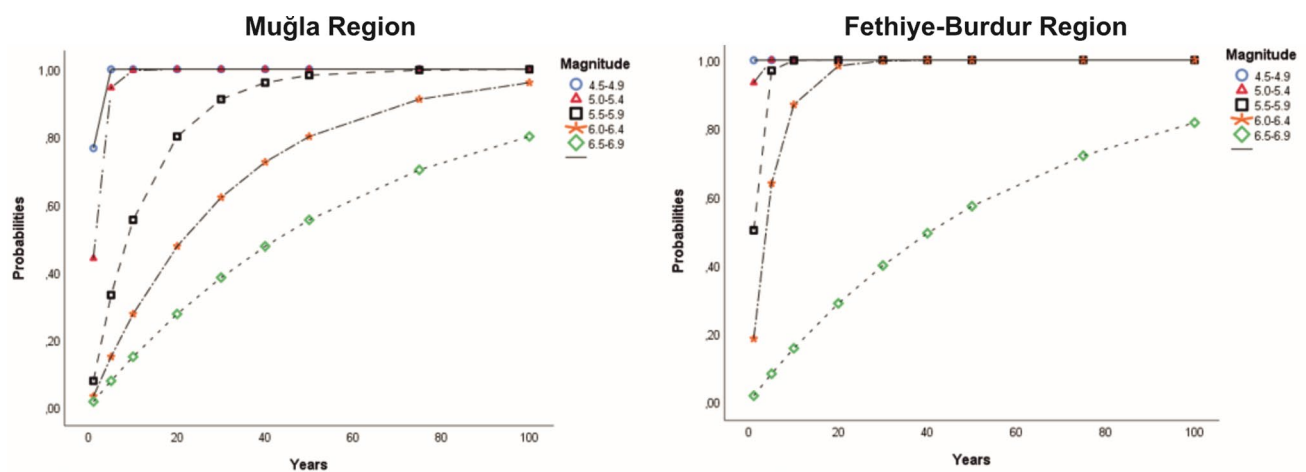 Muğla Region
Magnitude
4.5-4.9
5.0-5.4
5.5-5.9
6.0-6.4
6.5-6.9
1,00
,80
,60
,40
,20
,00
Probabilities
0 20 40 60 80 100
Years
Fethiye-Burdur Region
Magnitude
4.5-4.9
5.0-5.4
5.5-5.9
6.0-6.4
6.5-6.9
1,00
,80
,60
,40
,20
,00
Probabilities
0 20 40 60 80 100
Years